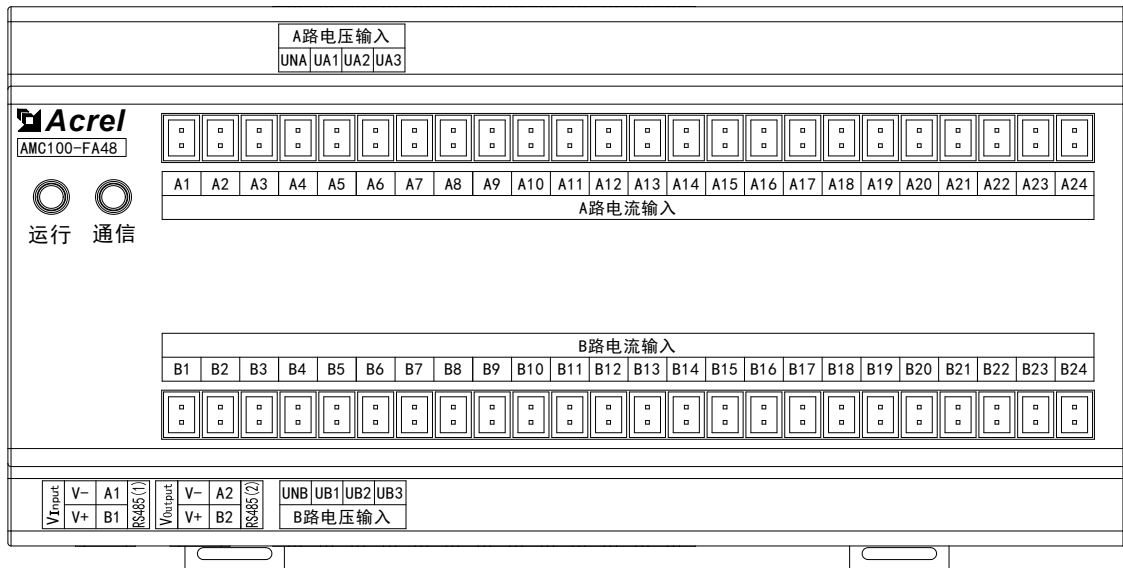 A路电压输入
UNA UA1 UA2 UA3
Acrel
AMC100-FA48
A1 A2 A3 A4 A5 A6 A7 A8 A9 A10 A11 A12 A13 A14 A15 A16 A17 A18 A19 A20 A21 A22 A23 A24
A路电流输入
运行 通信
B路电流输入
B1 B2 B3 B4 B5 B6 B7 B8 B9 B10 B11 B12 B13 B14 B15 B16 B17 B18 B19 B20 B21 B22 B23 B24
VInput
V- A1
V+ B1
RS485(1)
VOutput
V- A2
V+ B2
RS485(2)
UNB UB1 UB2 UB3
B路电压输入